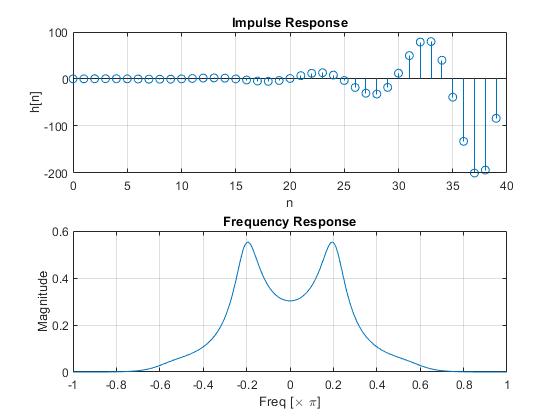 Impulse Response
h[n]
100
0
-100
-200
0 5 10 15 20 25 30 35 40
n
Frequency Response
Magnitude
0.6
0.4
0.2
0
-1 -0.8 -0.6 -0.4 -0.2 0 0.2 0.4 0.6 0.8 1
Freq [× π]